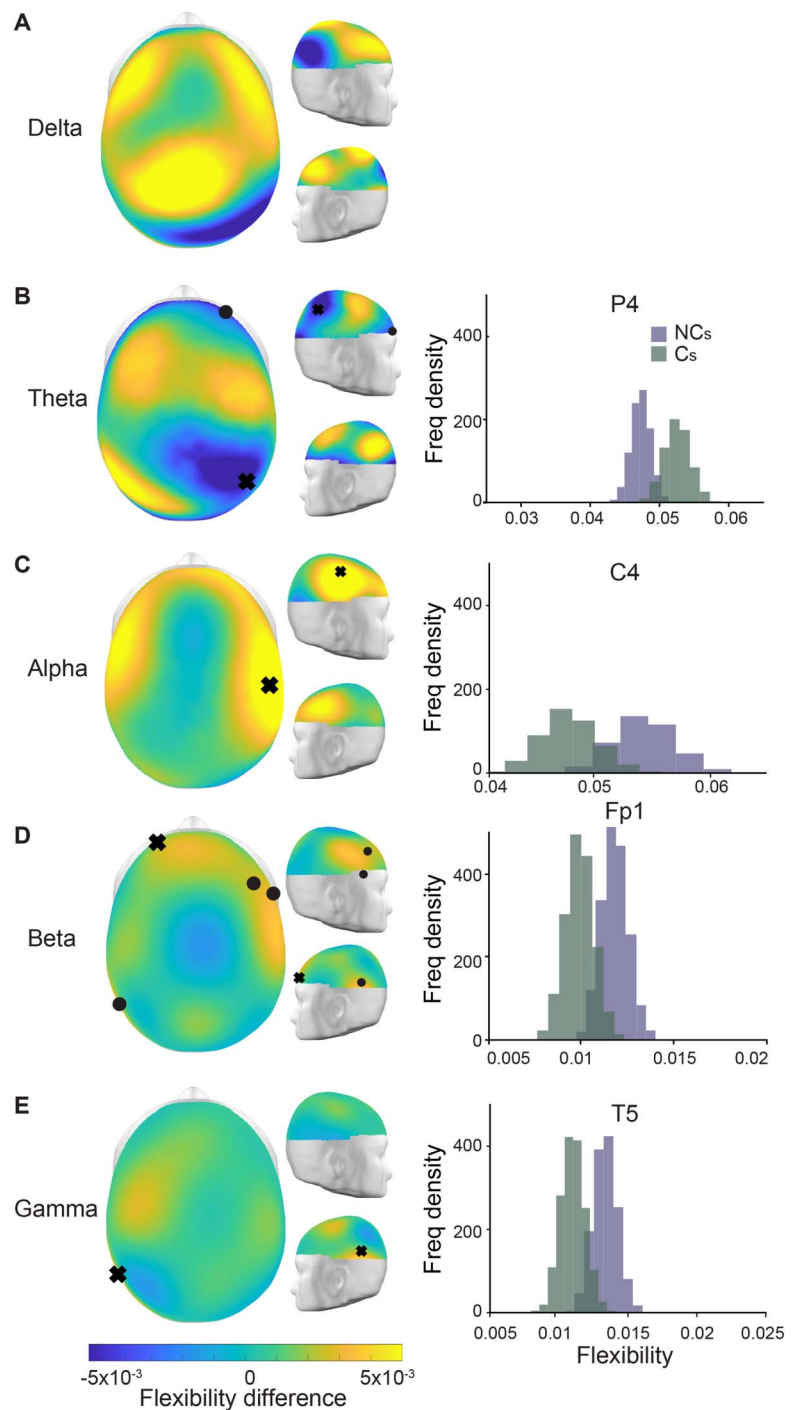 A
Delta
B
Theta
P4
NCs
Cs
Freq density
400
200
0
0.03 0.04 0.05 0.06
C
Alpha
C4
Freq density
400
200
0
0.04 0.05 0.06
D
Beta
Fp1
Freq density
400
200
0
0.005 0.01 0.015 0.02
E
Gamma
T5
Freq density
400
200
0
0.005 0.01 0.015 0.02 0.025
Flexibility
-5x10⁻³ 0 5x10⁻³
Flexibility difference